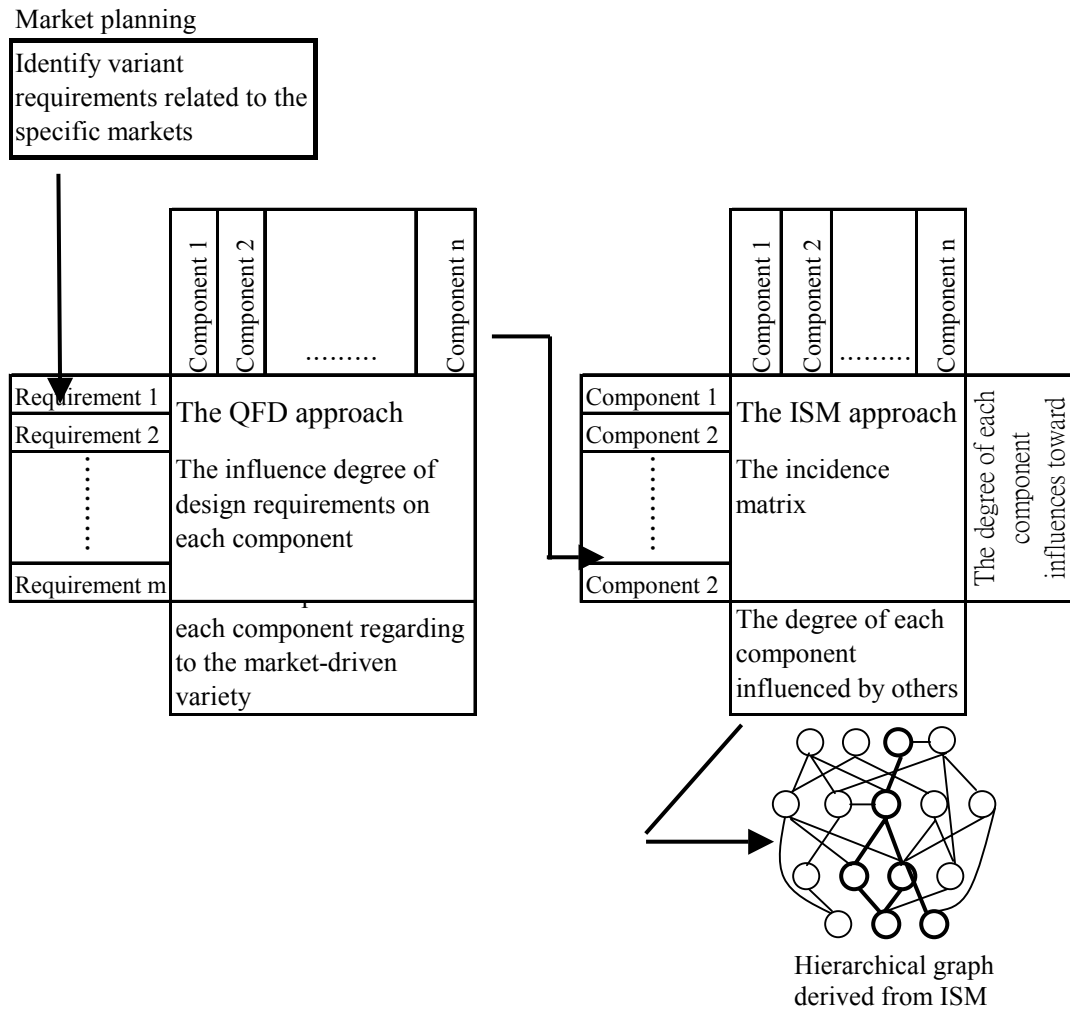 Market planning
Identify variant
requirements related to the
specific markets
Component 1
Component 2
.........
Component n
Requirement 1
Requirement 2
Requirement m
The QFD approach
The influence degree of
design requirements on
each component
each component regarding
to the market-driven
variety
Component 1
Component 2
.........
Component n
Component 1
Component 2
Component 2
The ISM approach
The incidence
matrix
The degree of each
component
influences toward
The degree of each
component
influenced by others
Hierarchical graph
derived from ISM